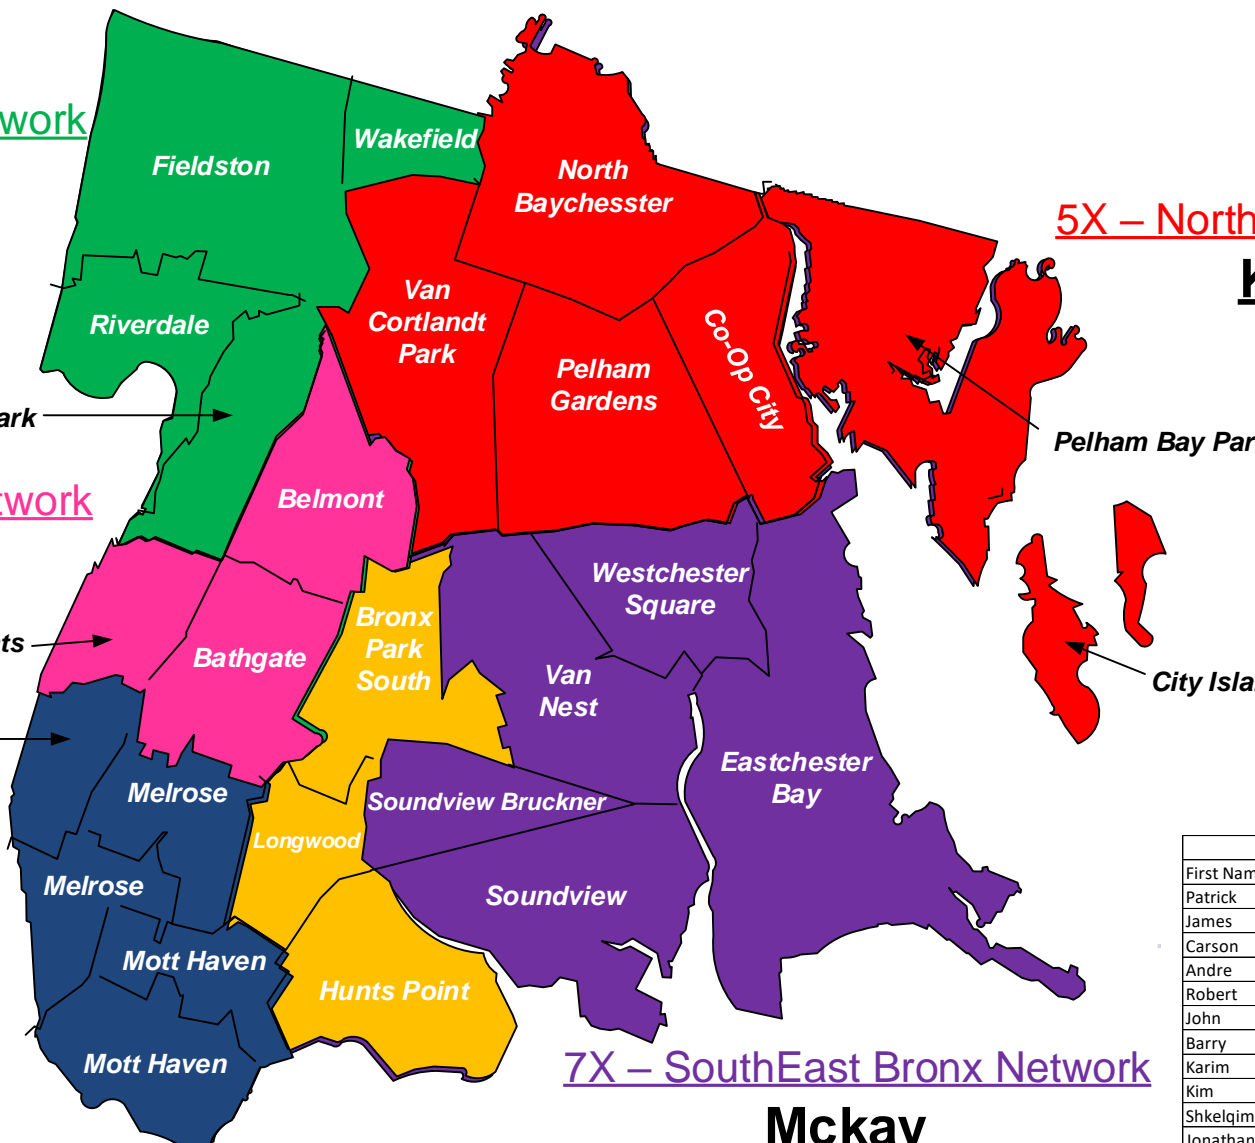 work
Wakefield
Fieldston
North
Baychesster
5X – North
K
Riverdale
Van
Cortlandt
Park
Co-Op City
Pelham
Gardens
ark
Pelham Bay Par
twork
Belmont
Westchester
Square
Bronx
Park
South
ts
Bathgate
Van
Nest
City Isla
Eastchester
Bay
Melrose
Soundview Bruckner
Longwood
Melrose
Soundview
Mott Haven
Hunts Point
Mott Haven
7X – SouthEast Bronx Network
Mckay
First Nam
Patrick
James
Carson
Andre
Robert
John
Barry
Karim
Kim
Shkelqim
Jonathan